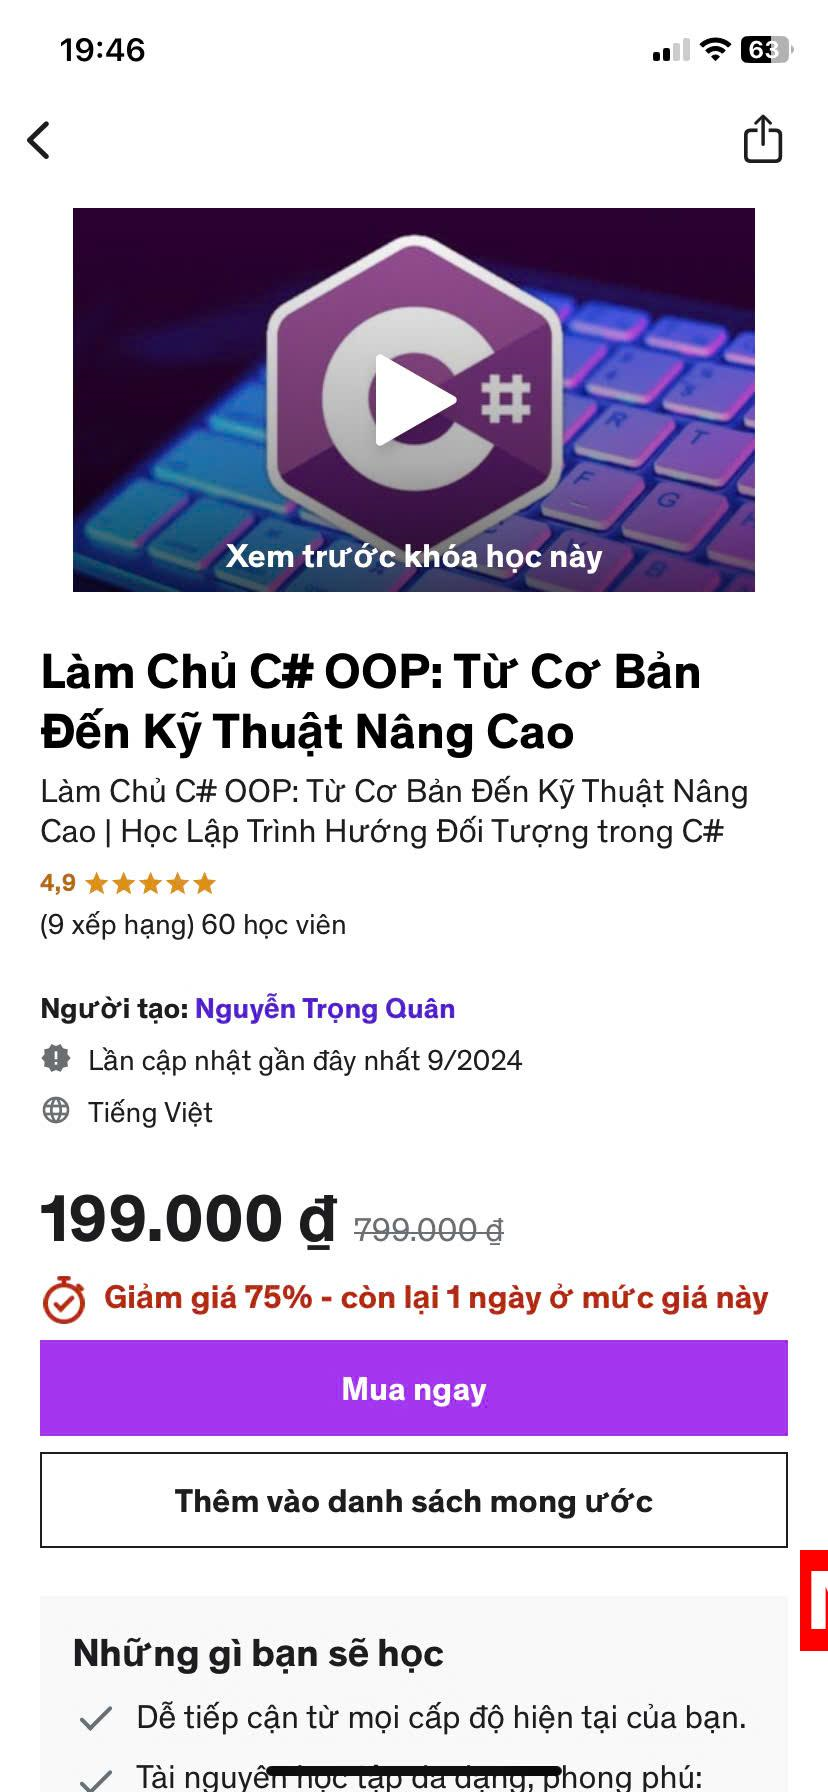 19:46
63
C#
R T
F G H
B
Xem trước khóa học này
Làm Chủ C# OOP: Từ Cơ Bản
Đến Kỹ Thuật Nâng Cao
Làm Chủ C# OOP: Từ Cơ Bản Đến Kỹ Thuật Nâng
Cao | Học Lập Trình Hướng Đối Tượng trong C#
4,9
(9 xếp hạng) 60 học viên
Người tạo: Nguyễn Trọng Quân
Lần cập nhật gần đây nhất 9/2024
Tiếng Việt
199.000 ₫ 799.000 ₫
Giảm giá 75% - còn lại 1 ngày ở mức giá này
Mua ngay
Thêm vào danh sách mong ước
Những gì bạn sẽ học
Dễ tiếp cận từ mọi cấp độ hiện tại của bạn.
Tài nguyên học tập đa dạng, phong phú: